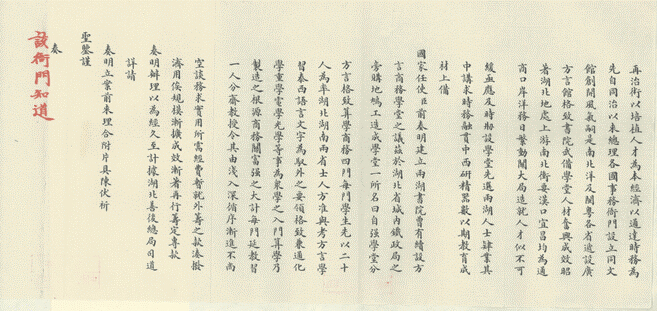 再治術以培植人才為本經濟以通達時務為
先自同治以來總理各國事務衙門設立同文
館創開風氣嗣是南北洋及閩粵各省遞設廣
方言館格致書院武備學堂人材奮興成效昭
著湖北地處上游南北衝要漢口宜昌均為通
商口岸洋務日繁動關大局造就人才似不可
緩亟應及時剏設學堂先選兩湖人士肄業其
中講求時務融貫中西研精器數以期教育成
材上備
國家任使臣前奏明建立兩湖書院曾有續設方
言商務學堂之議茲於湖北省城內鐵政局之
旁購地鳩工造成學堂一所名曰自強學堂分
方言格致算學商務四門每門學生先以二十
人為率湖北湖南兩省士人方准與考方言學
習泰西語言文字為馭外之要領格致兼通化
學重學電學光學等事為衆學之入門算學乃
製造之根源商務關富強之大計每門延教習
一人分齋教授令其由淺入深循序漸進不尚
空談務求實用所需經費暫就外籌之款湊撥
濟用俟規模漸擴成效漸著再行籌定專款
奏明辦理以為經久至計據湖北善後總局司道
詳請
奏明立案前來理合附片具陳伏祈
聖鑒謹
奏
該衙門知道